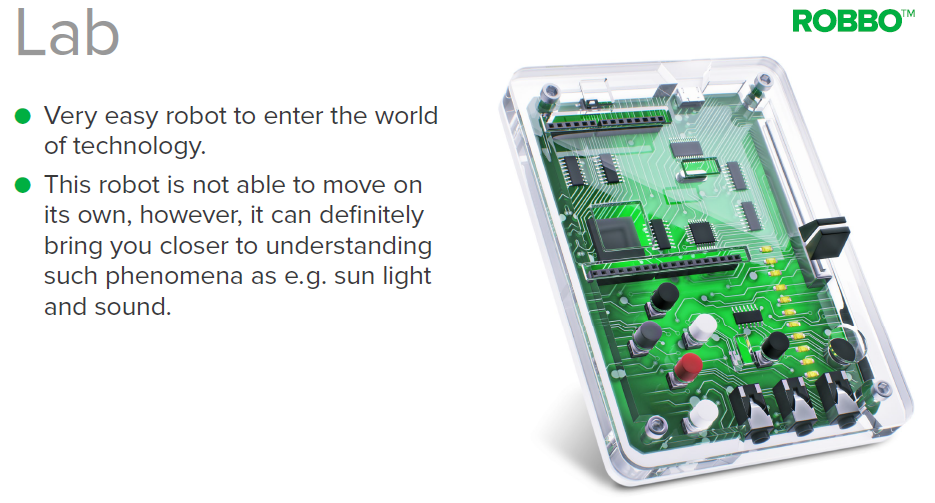 Lab
ROBBO™
Very easy robot to enter the world
of technology.
This robot is not able to move on
its own, however, it can definitely
bring you closer to understanding
such phenomena as e.g. sun light
and sound.